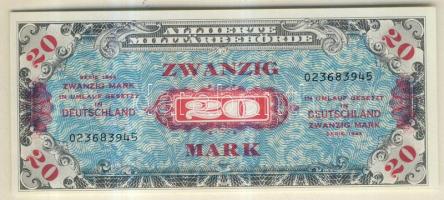 ALLIIERTE
MILITÄRBEHÖRDE
20
20
ZWANZIG
SERIE 1944
ZWANZIG MARK
IN UMLAUF GESETZT
IN
DEUTSCHLAND
023683945
20
023683945
IN UMLAUF GESETZT
IN
DEUTSCHLAND
ZWANZIG MARK
SERIE 1944
MARK
20
20